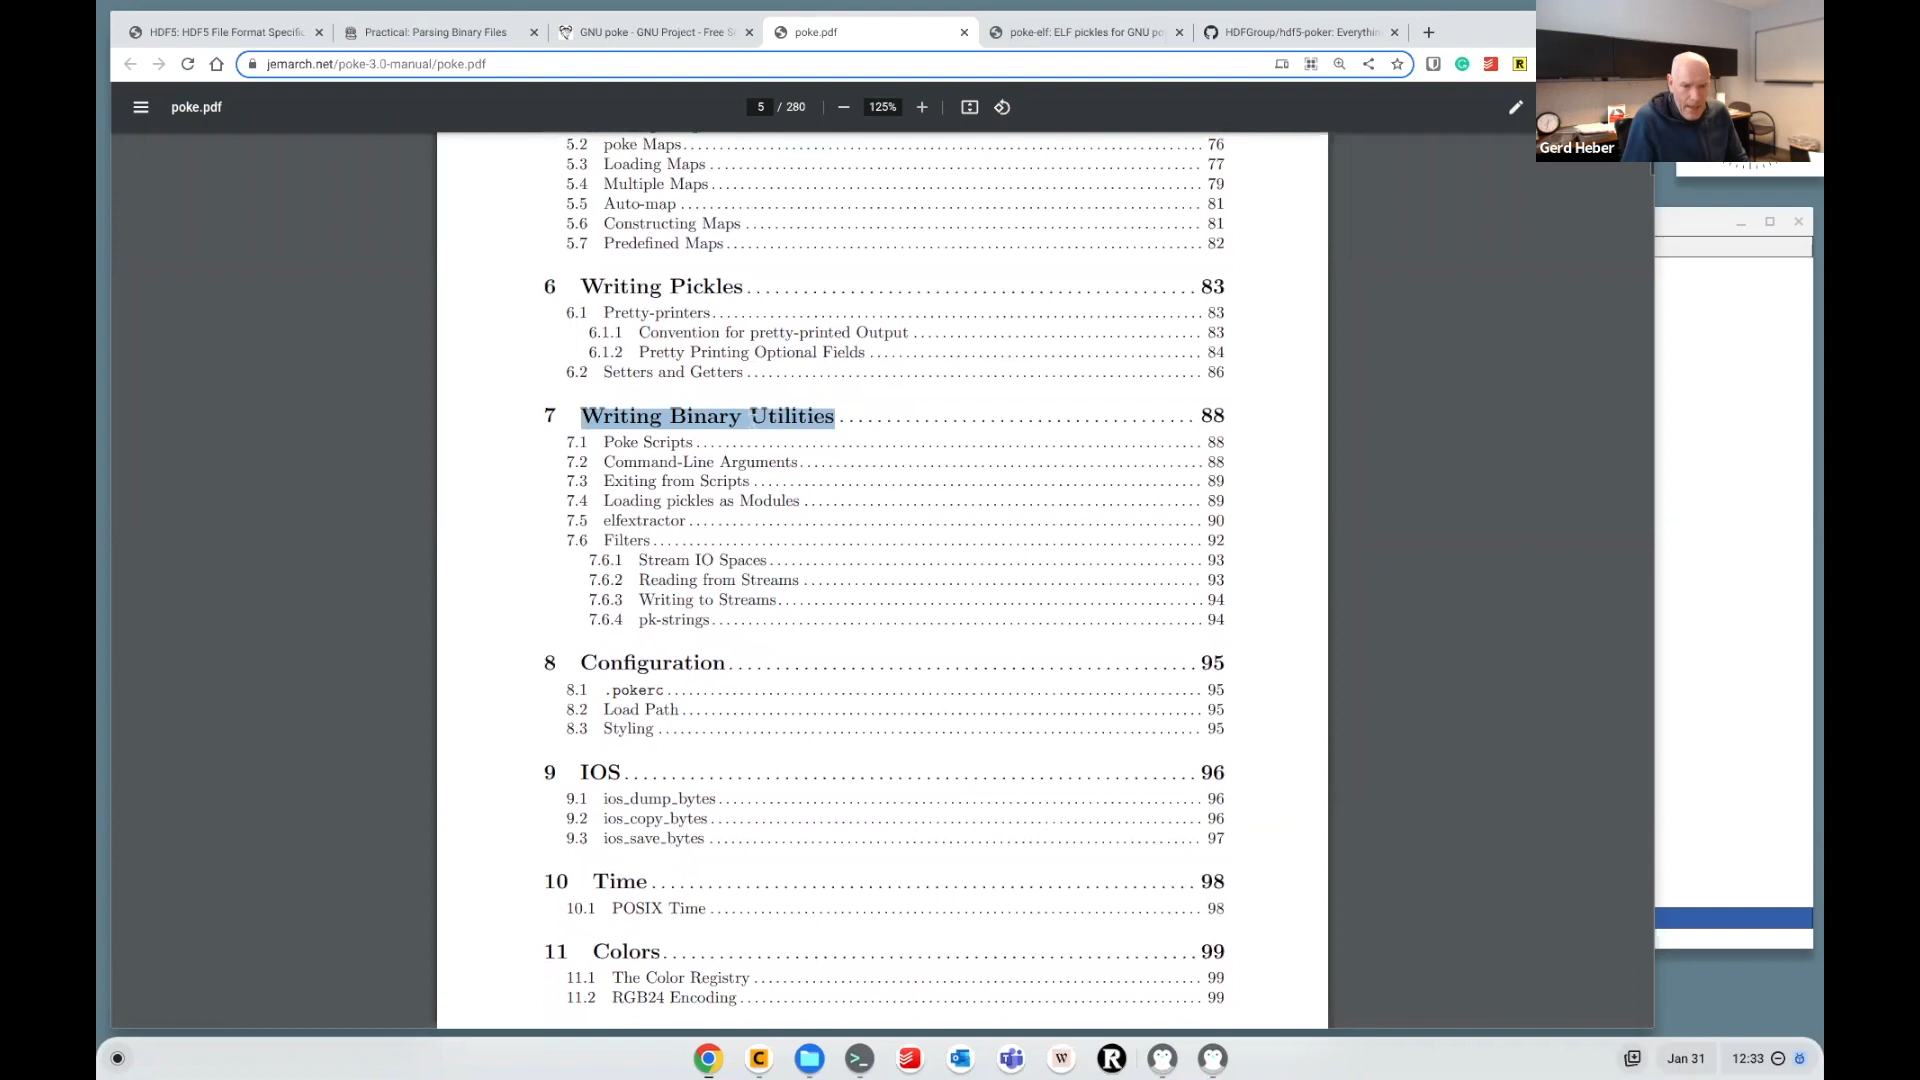 HDF5: HDF5 File Format Specific
Practical: Parsing Binary Files
GNU poke - GNU Project - Free S
poke.pdf
poke-elf: ELF pickles for GNU po
HDFGroup/hdf5-poker: Everythin
jemarch.net/poke-3.0-manual/poke.pdf
poke.pdf
5 / 280
125%
Gerd Heber
5.2 poke Maps 76
5.3 Loading Maps 77
5.4 Multiple Maps 79
5.5 Auto-map 81
5.6 Constructing Maps 81
5.7 Predefined Maps 82
6 Writing Pickles 83
6.1 Pretty-printers 83
6.1.1 Convention for pretty-printed Output 83
6.1.2 Pretty Printing Optional Fields 84
6.2 Setters and Getters 86
7 Writing Binary Utilities 88
7.1 Poke Scripts 88
7.2 Command-Line Arguments 88
7.3 Exiting from Scripts 89
7.4 Loading pickles as Modules 89
7.5 elfextractor 90
7.6 Filters 92
7.6.1 Stream IO Spaces 93
7.6.2 Reading from Streams 93
7.6.3 Writing to Streams 94
7.6.4 pk-strings 94
8 Configuration 95
8.1 .pokerc 95
8.2 Load Path 95
8.3 Styling 95
9 IOS 96
9.1 ios_dump_bytes 96
9.2 ios_copy_bytes 96
9.3 ios_save_bytes 97
10 Time 98
10.1 POSIX Time 98
11 Colors 99
11.1 The Color Registry 99
11.2 RGB24 Encoding 99
Jan 31
12:33